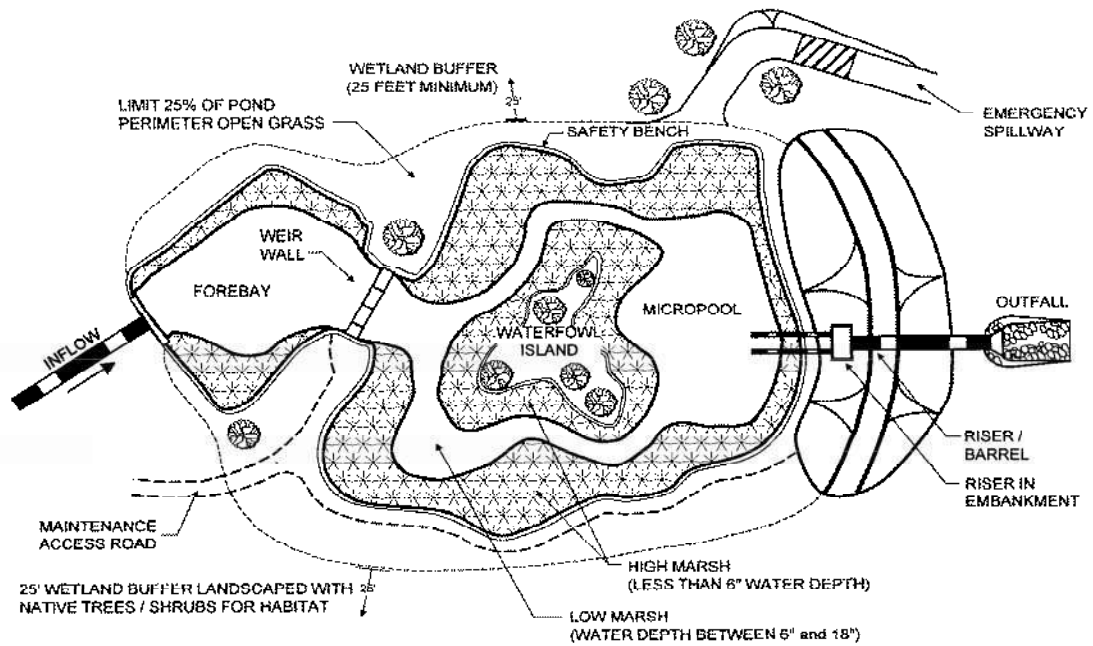 WETLAND BUFFER
(25 FEET MINIMUM)
25'
LIMIT 25% OF POND
PERIMETER OPEN GRASS
SAFETY BENCH
EMERGENCY
SPILLWAY
WEIR
WALL
FOREBAY
MICROPOOL
WATERFOWL
ISLAND
OUTFALL
INFLOW
RISER /
BARREL
RISER IN
EMBANKMENT
MAINTENANCE
ACCESS ROAD
HIGH MARSH
(LESS THAN 6" WATER DEPTH)
25' WETLAND BUFFER LANDSCAPED WITH
NATIVE TREES / SHRUBS FOR HABITAT
25'
LOW MARSH
(WATER DEPTH BETWEEN 6" and 18")